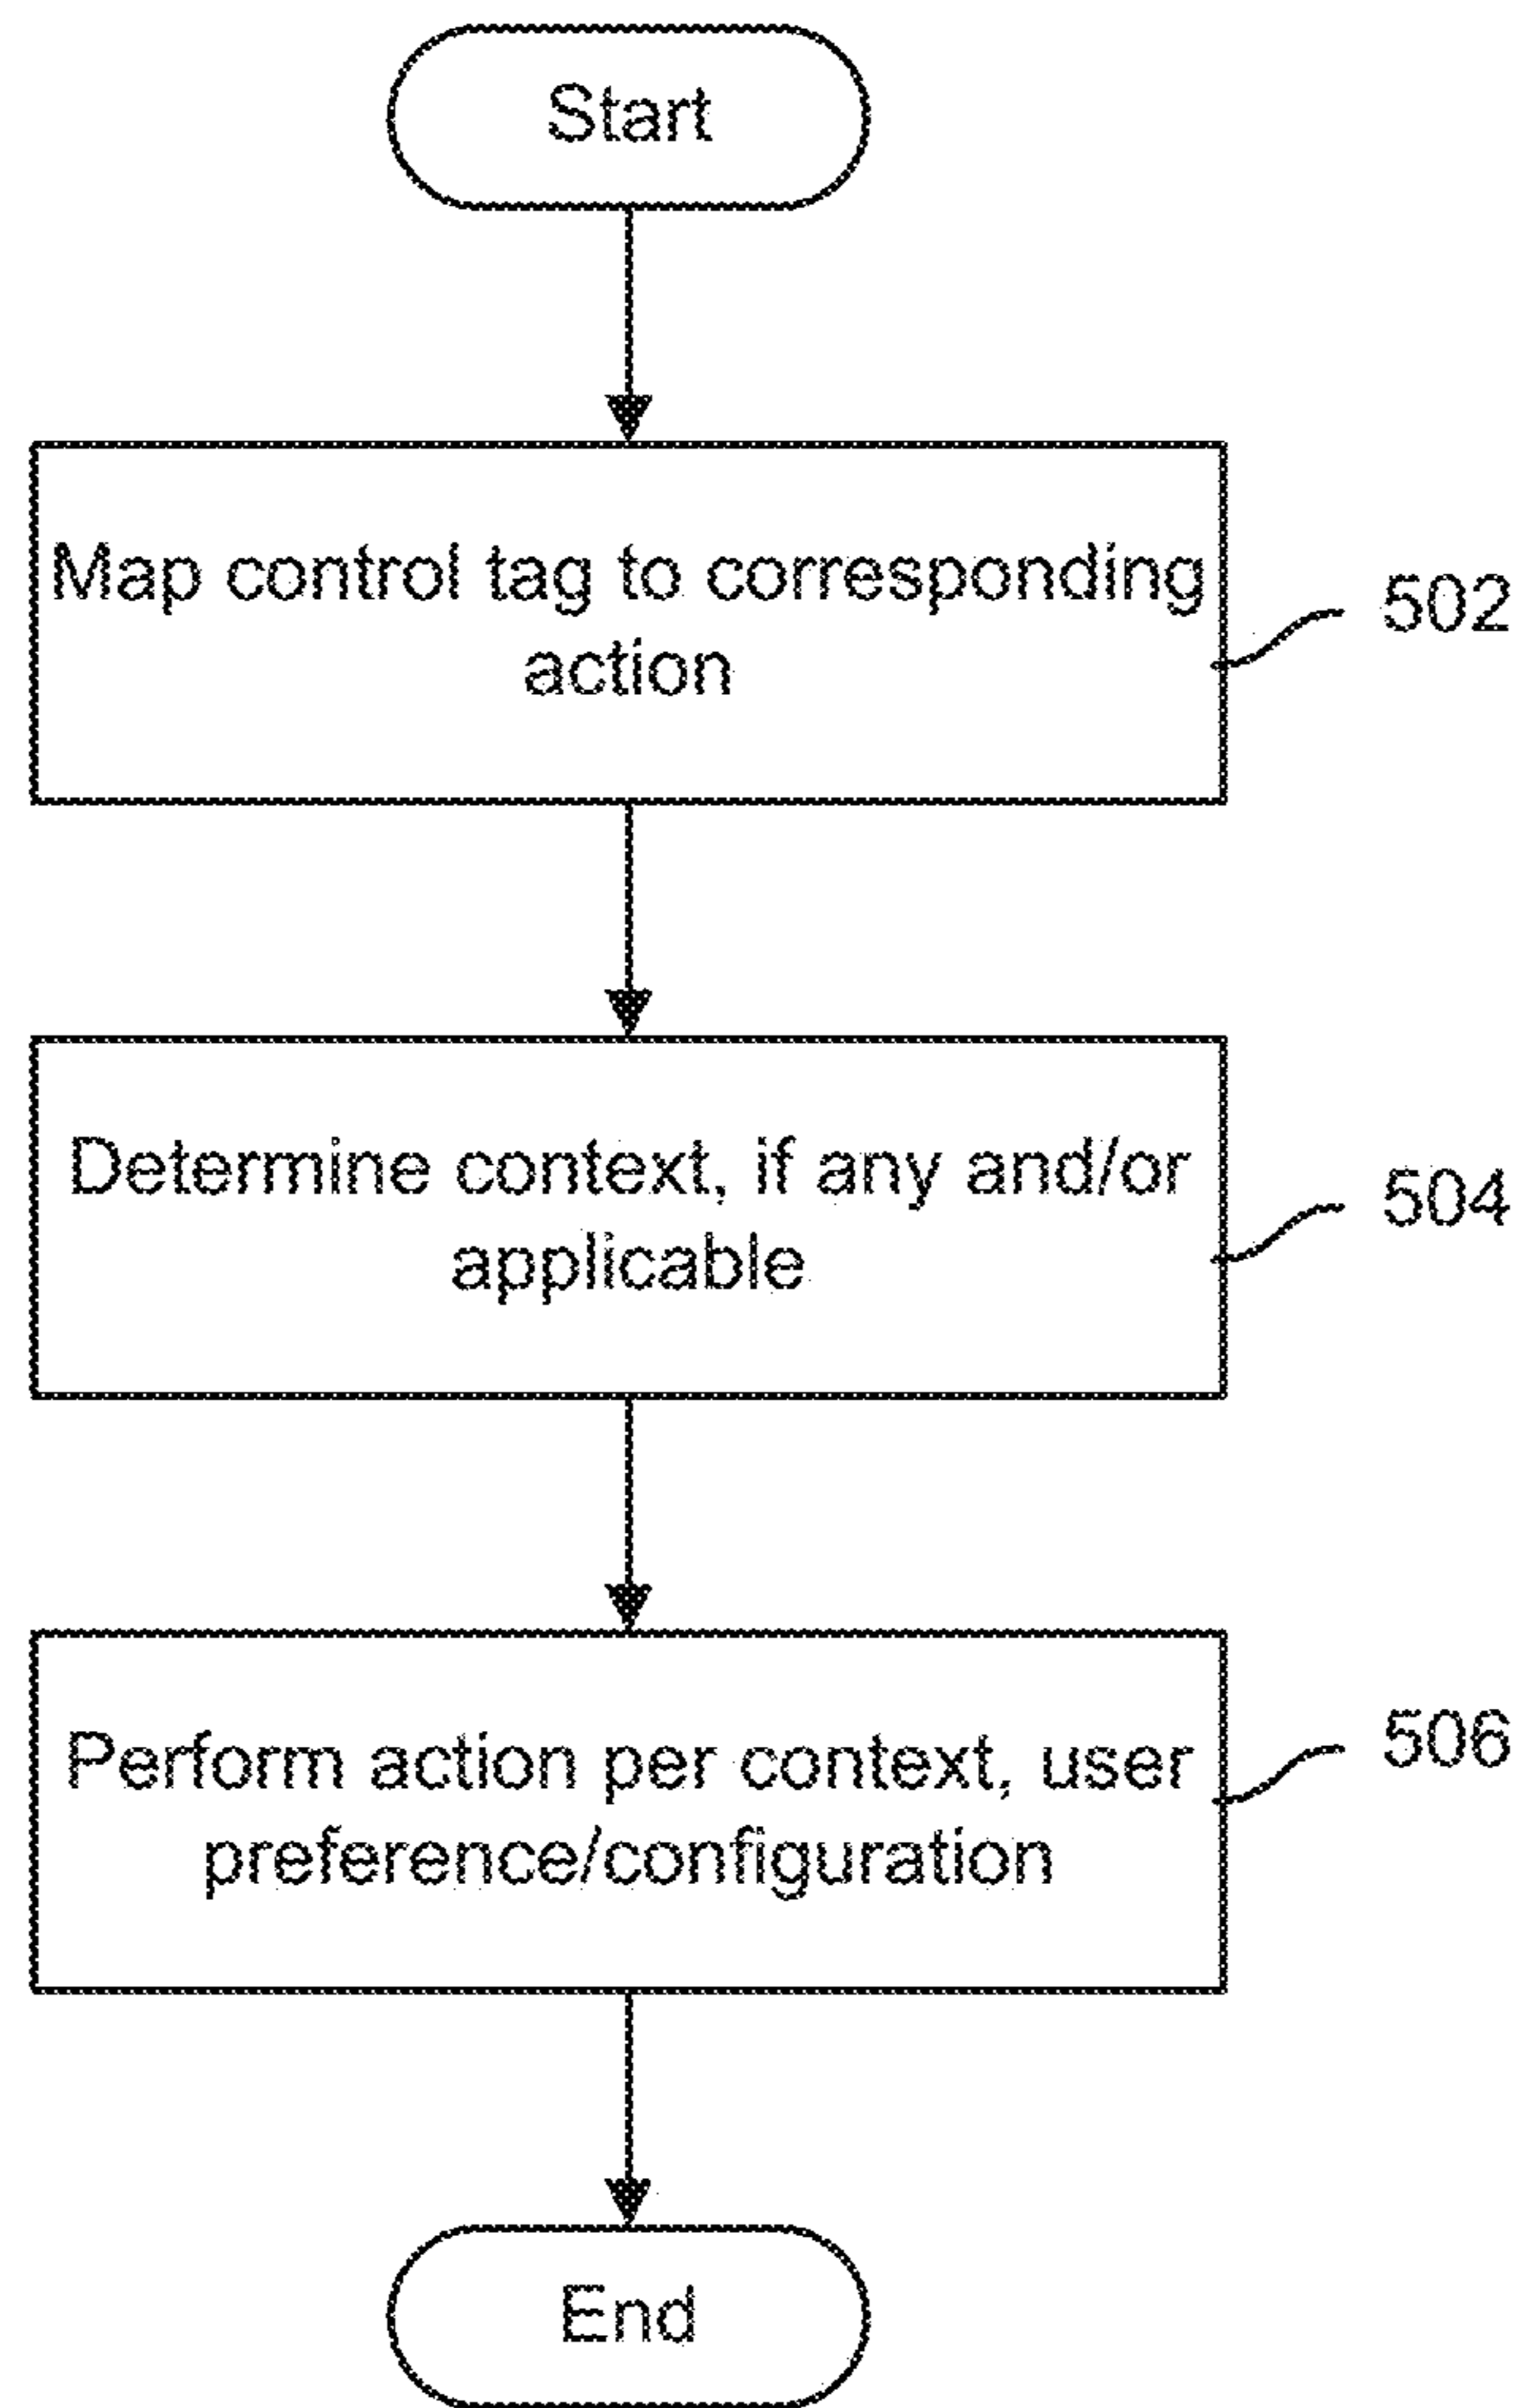 Start
Map control tag to corresponding
action
502
Determine context, if any and/or
applicable
504
Perform action per context, user
preference/configuration
506
End